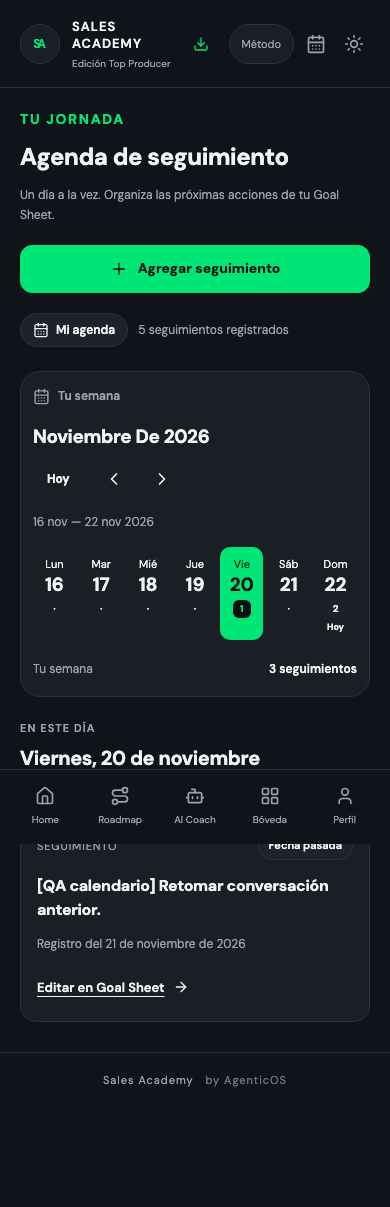 SA
SALES
ACADEMY
Edición Top Producer
Método
TU JORNADA
Agenda de seguimiento
Un día a la vez. Organiza las próximas acciones de tu Goal
Sheet.
Agregar seguimiento
Mi agenda
5 seguimientos registrados
Tu semana
Noviembre De 2026
Hoy
16 nov — 22 nov 2026
Lun Mar Mié Jue Vie Sáb Dom
16 17 18 19 20 21 22
· · · · 1 · 2
Hoy
Tu semana
3 seguimientos
EN ESTE DÍA
Viernes, 20 de noviembre
Home
Roadmap
AI Coach
Bóveda
Perfil
SEGUIMIENTO
Fecha pasada
[QA calendario] Retomar conversación
anterior.
Registro del 21 de noviembre de 2026
Editar en Goal Sheet
Sales Academy by AgenticOS